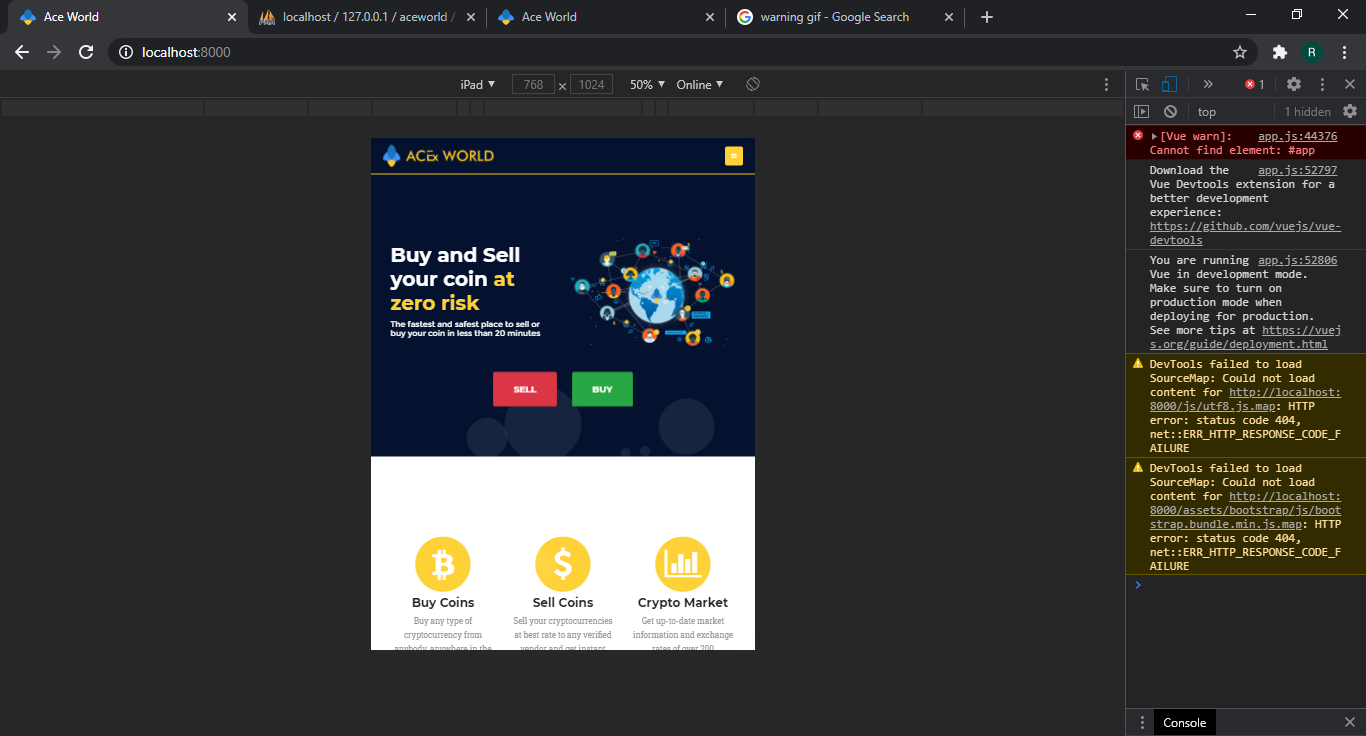 Ace World
localhost / 127.0.0.1 / aceworld /
Ace World
warning gif - Google Search
localhost:8000
R
iPad
768
×
1024
50%
Online
1
top
1 hidden
[Vue warn]:
app.js:44376
Cannot find element: #app
Download the
app.js:52797
Vue Devtools extension for a
better development
experience:
https://github.com/vuejs/vue-
devtools
You are running
app.js:52806
Vue in development mode.
Make sure to turn on
production mode when
deploying for production.
See more tips at https://vuej
s.org/guide/deployment.html
DevTools failed to load
SourceMap: Could not load
content for http://localhost:
8000/js/utf8.js.map: HTTP
error: status code 404,
net::ERR_HTTP_RESPONSE_CODE_F
AILURE
DevTools failed to load
SourceMap: Could not load
content for http://localhost:
8000/assets/bootstrap/js/boot
strap.bundle.min.js.map: HTTP
error: status code 404,
net::ERR_HTTP_RESPONSE_CODE_F
AILURE
Console
ACEx WORLD
Buy and Sell
your coin at
zero risk
The fastest and safest place to sell or
buy your coin in less than 20 minutes
SELL
BUY
Buy Coins
Buy any type of
cryptocurrency from
anybody, anywhere in the
Sell Coins
Sell your cryptocurrencies
at best rate to any verified
vendor and get instant
Crypto Market
Get up-to-date market
information and exchange
rates of over 200